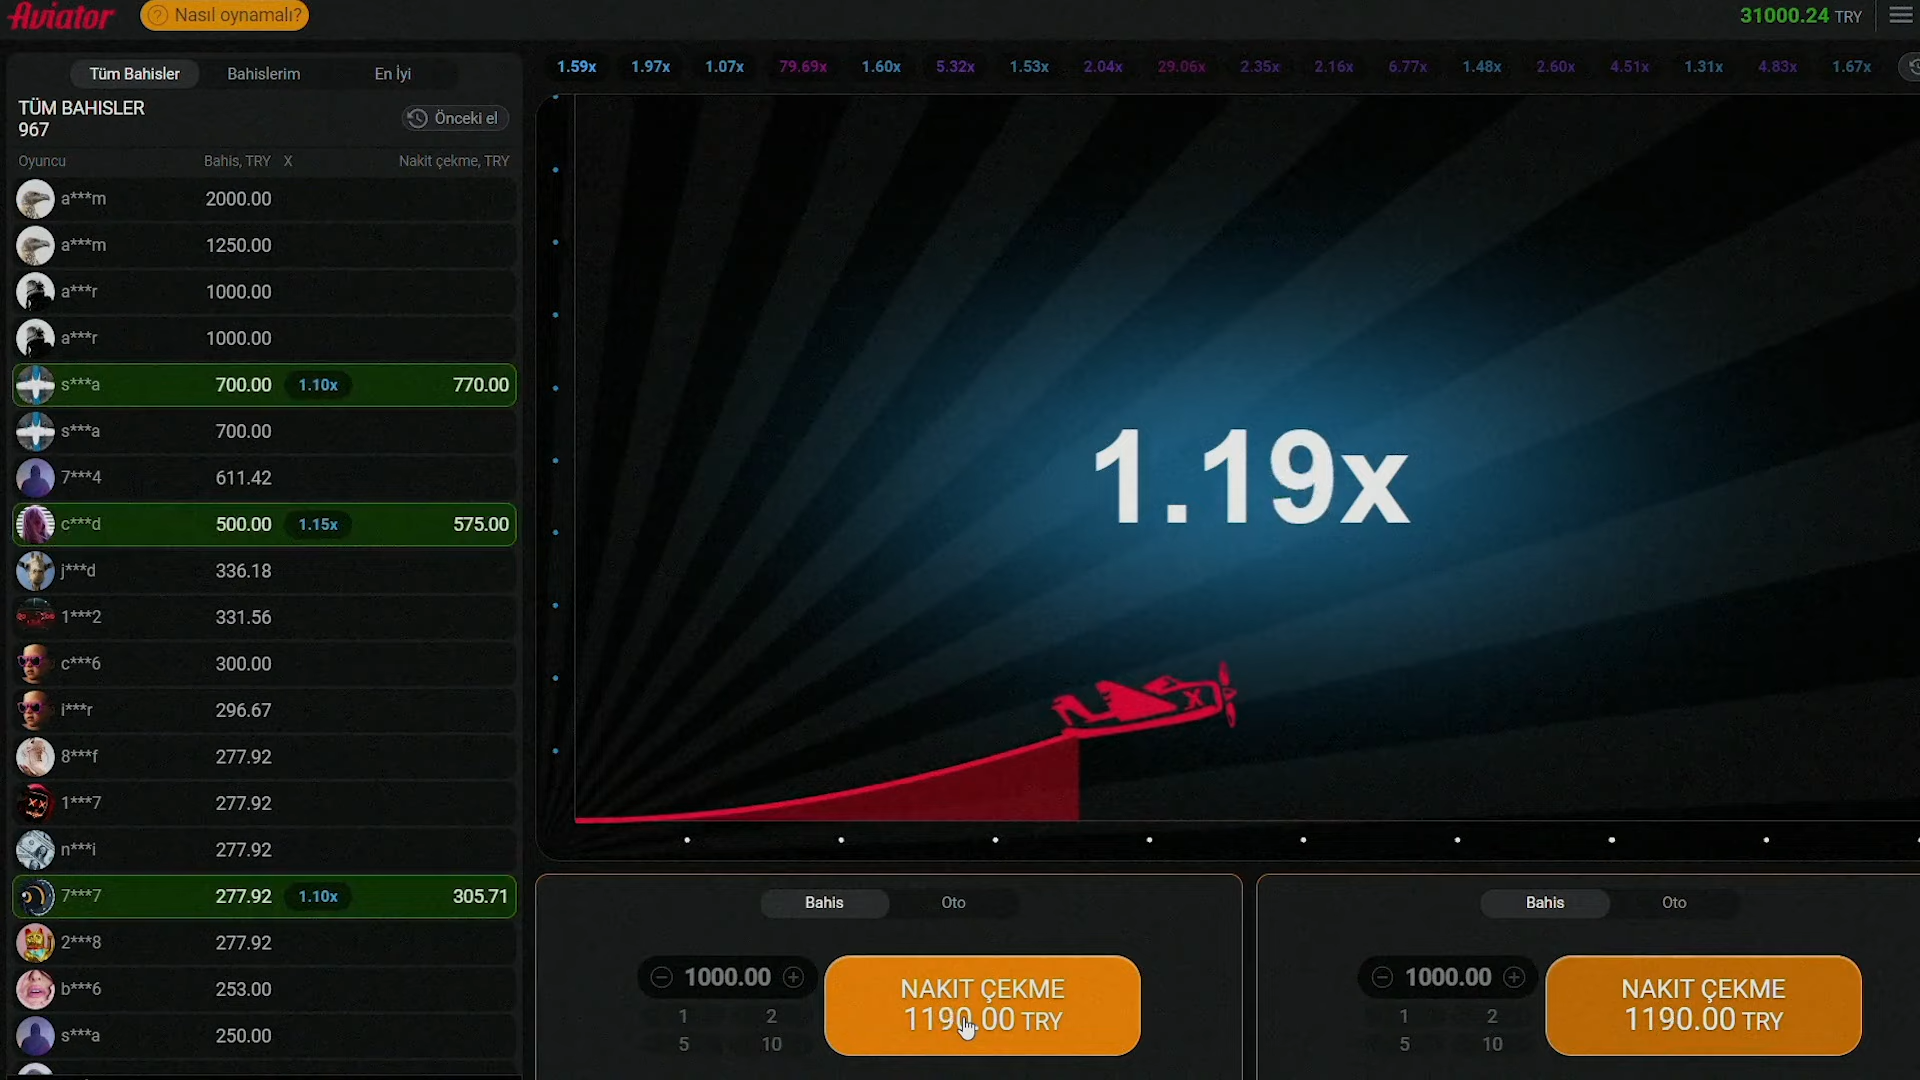 Aviator
? Nasıl oynamalı?
31000.24 TRY
Tüm Bahisler Bahislerim En İyi
TÜM BAHISLER
967
Önceki el
Oyuncu Bahis, TRY X Nakit çekme, TRY
a***m 2000.00
a***m 1250.00
a***r 1000.00
a***r 1000.00
s***a 700.00 1.10x 770.00
s***a 700.00
7***4 611.42
c***d 500.00 1.15x 575.00
j***d 336.18
1***2 331.56
c***6 300.00
i***r 296.67
8***f 277.92
1***7 277.92
n***i 277.92
7***7 277.92 1.10x 305.71
2***8 277.92
b***6 253.00
s***a 250.00
1.59x 1.97x 1.07x 79.69x 1.60x 5.32x 1.53x 2.04x 29.06x 2.35x 2.16x 6.77x 1.48x 2.60x 4.51x 1.31x 4.83x 1.67x
1.19x
X
Bahis Oto
1000.00
1 2
5 10
NAKIT ÇEKME
1190.00 TRY
Bahis Oto
1000.00
1 2
5 10
NAKIT ÇEKME
1190.00 TRY